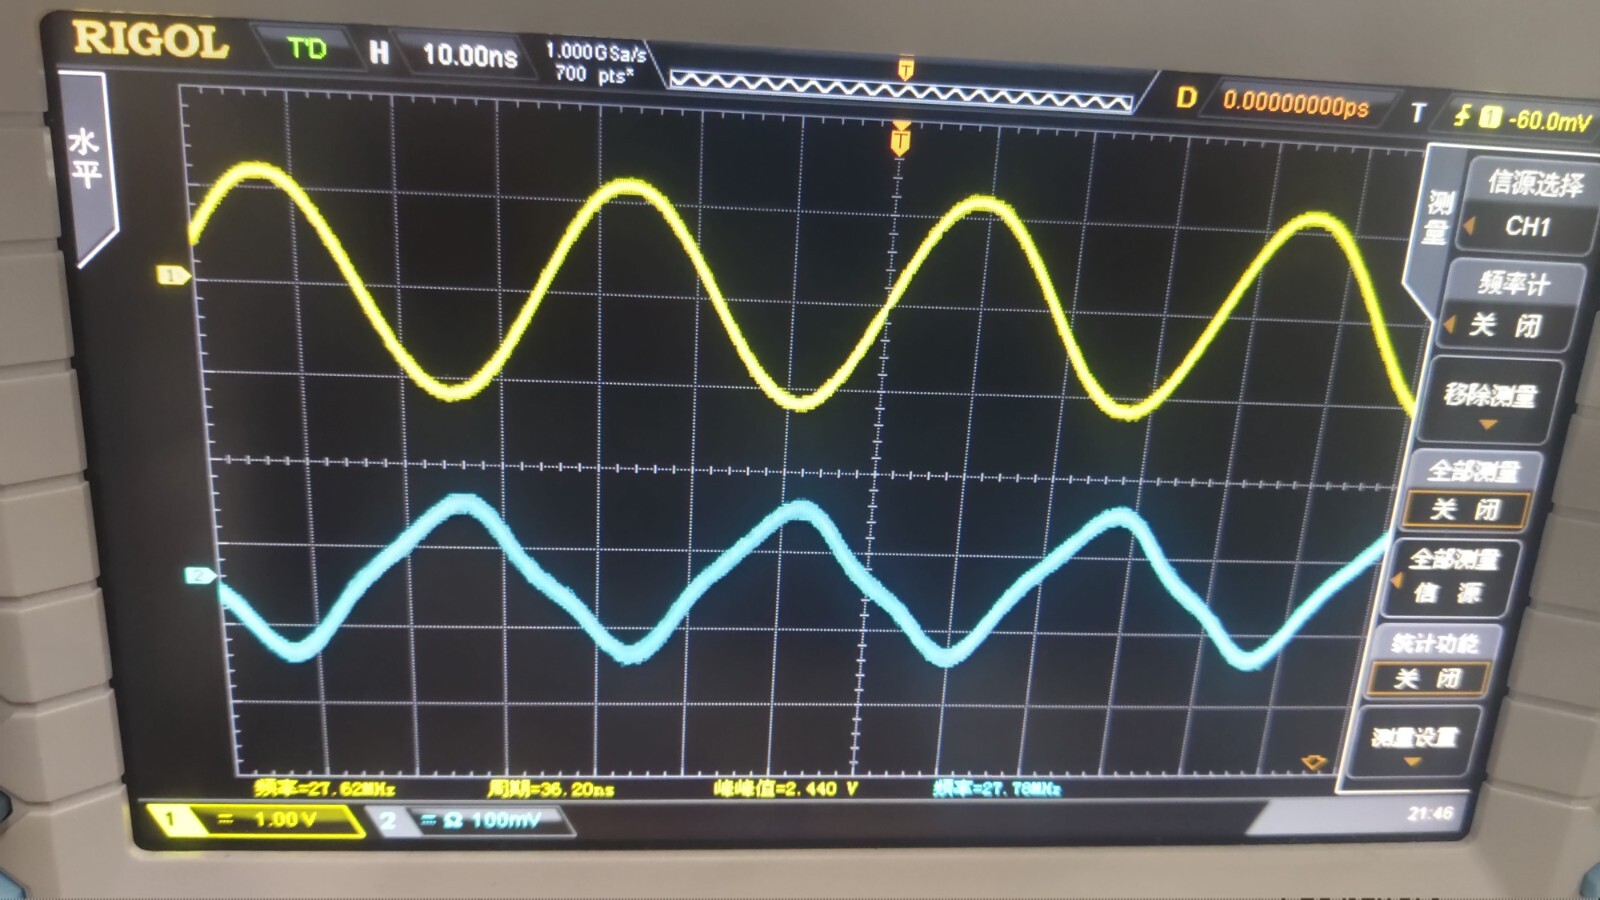 RIGOL
T'D
H
10.00ns
1.000GSa/s
700 pts*
T
D
0.00000000ps
T
1
-60.0mV
水平
T
测量
信源选择
CH1
频率计
关闭
移除测量
全部测量
关闭
全部测量
信源
统计功能
关闭
测量设置
1
2
频率=27.62MHz
周期=36.20ns
峰峰值=2.440 V
频率=27.78MHz
1
= 1.00V
2
= Ω 100mV
21:46